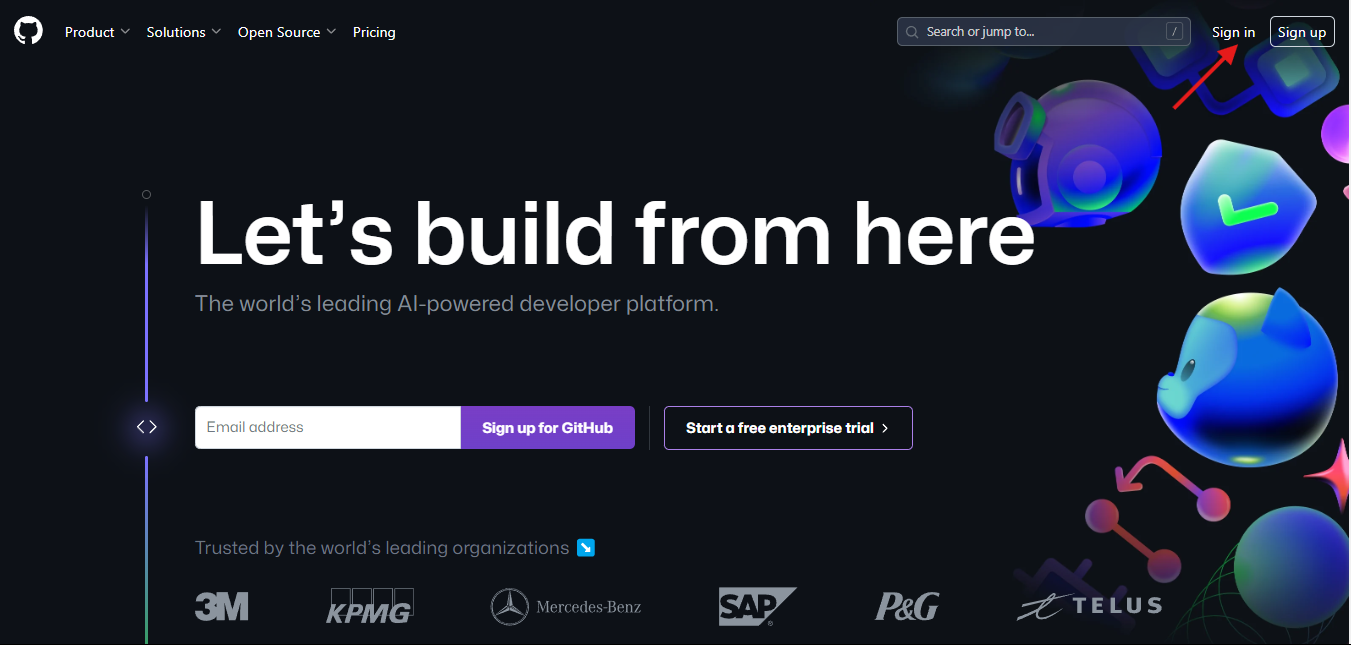 Product Solutions Open Source Pricing Search or jump to... / Sign in Sign up
Let’s build from here
The world’s leading AI-powered developer platform.
Email address Sign up for GitHub Start a free enterprise trial
Trusted by the world’s leading organizations
3M KPMG Mercedes-Benz SAP P&G TELUS